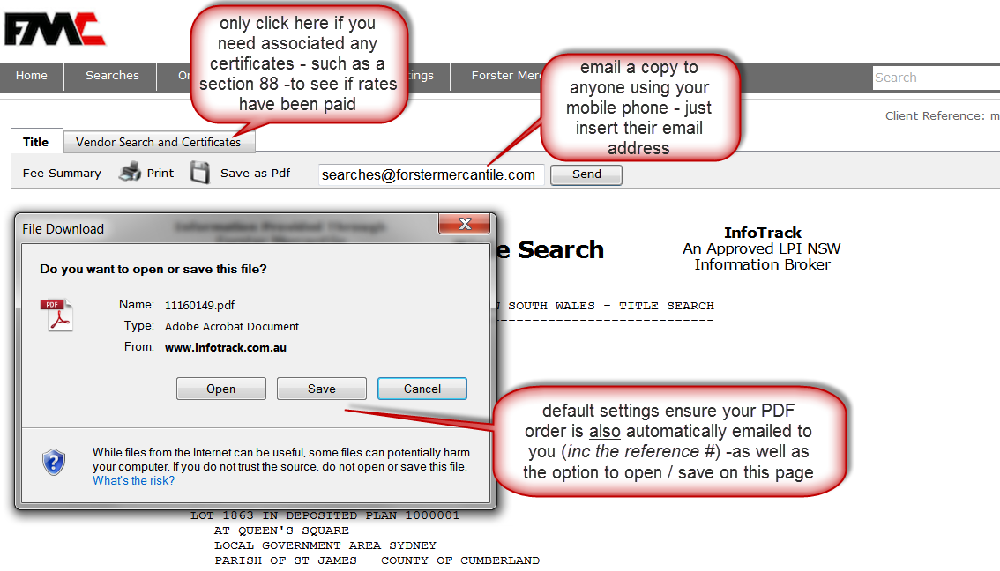 FMC
only click here if you
need associated any
certificates - such as a
section 88 -to see if rates
have been paid
email a copy to
anyone using your
mobile phone - just
insert their email
address
Home
Searches
Forster Merc
Search
Client Reference: m
Title
Vendor Search and Certificates
Fee Summary
Print
Save as Pdf
searches@forstermercantile.com
Send
File Download
Information Provided Through
Forster Mercantile
e Search
InfoTrack
An Approved LPI NSW
Information Broker
Do you want to open or save this file?
PDF
Name: 11160149.pdf
Type: Adobe Acrobat Document
From: www.infotrack.com.au
SOUTH WALES - TITLE SEARCH
Open
Save
Cancel
default settings ensure your PDF
order is also automatically emailed to
you (inc the reference #) -as well as
the option to open / save on this page
While files from the Internet can be useful, some files can potentially harm
your computer. If you do not trust the source, do not open or save this file.
What's the risk?
LOT 1863 IN DEPOSITED PLAN 1000001
AT QUEEN'S SQUARE
LOCAL GOVERNMENT AREA SYDNEY
PARISH OF ST JAMES COUNTY OF CUMBERLAND